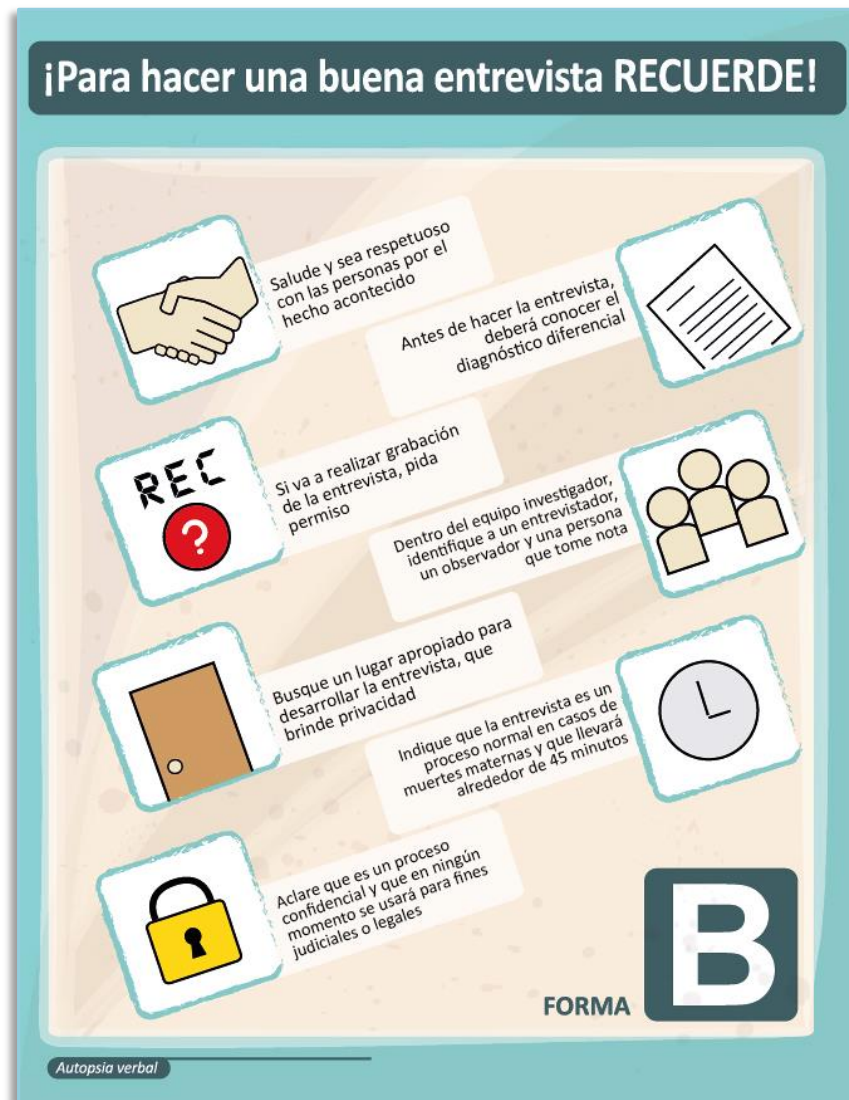 ¡Para hacer una buena entrevista RECUERDE!
Salude y sea respetuoso
con las personas por el
hecho acontecido
Antes de hacer la entrevista,
deberá conocer el
diagnóstico diferencial
REC
?
Si va a realizar grabación
de la entrevista, pida
permiso
Dentro del equipo investigador,
identifique a un entrevistador,
un observador y una persona
que tome nota
Busque un lugar apropiado para
desarrollar la entrevista, que
brinde privacidad
Indique que la entrevista es un
proceso normal en casos de
muertes maternas y que llevará
alrededor de 45 minutos
Aclare que es un proceso
confidencial y que en ningún
momento se usará para fines
judiciales o legales
FORMA B
Autopsia verbal